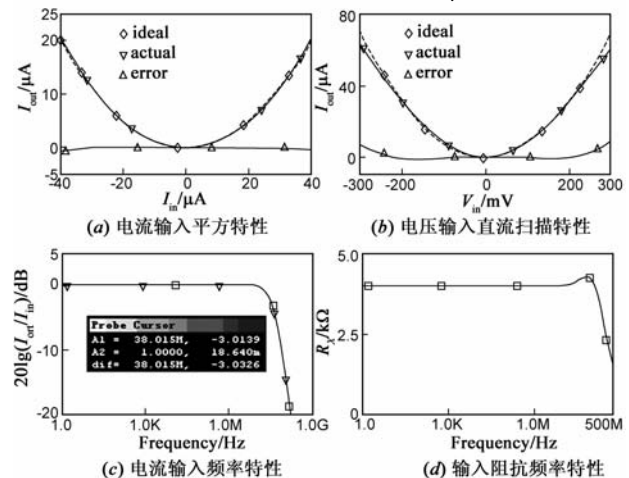 25
20
10
0
-5
-40
-20
0
20
40
I_out/μA
I_in/μA
ideal
actual
error
(a) 电流输入平方特性
80
40
0
-300
-200
0
200
300
I_out/μA
V_in/mV
ideal
actual
error
(b) 电压输入直流扫描特性
5
0
-10
-20
1.0
1.0K
1.0M
1.0G
20lg(I_ort/I_in)/dB
Frequency/Hz
Probe Cursor
A1 = 38.015M, -3.0139
A2 = 1.0000, 18.640m
dif= 38.015M, -3.0326
(c) 电流输入频率特性
5.0
2.5
0
1.0
1.0K
1.0M
500M
R_X/kΩ
Frequency/Hz
(d) 输入阻抗频率特性